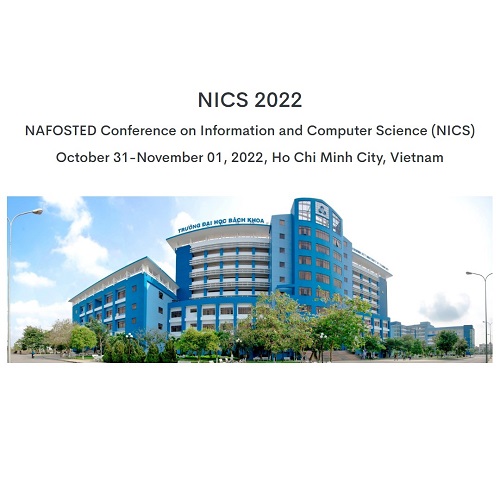 NICS 2022
NAFOSTED Conference on Information and Computer Science (NICS)
October 31-November 01, 2022, Ho Chi Minh City, Vietnam
TRƯỜNG ĐẠI HỌC BÁCH KHOA